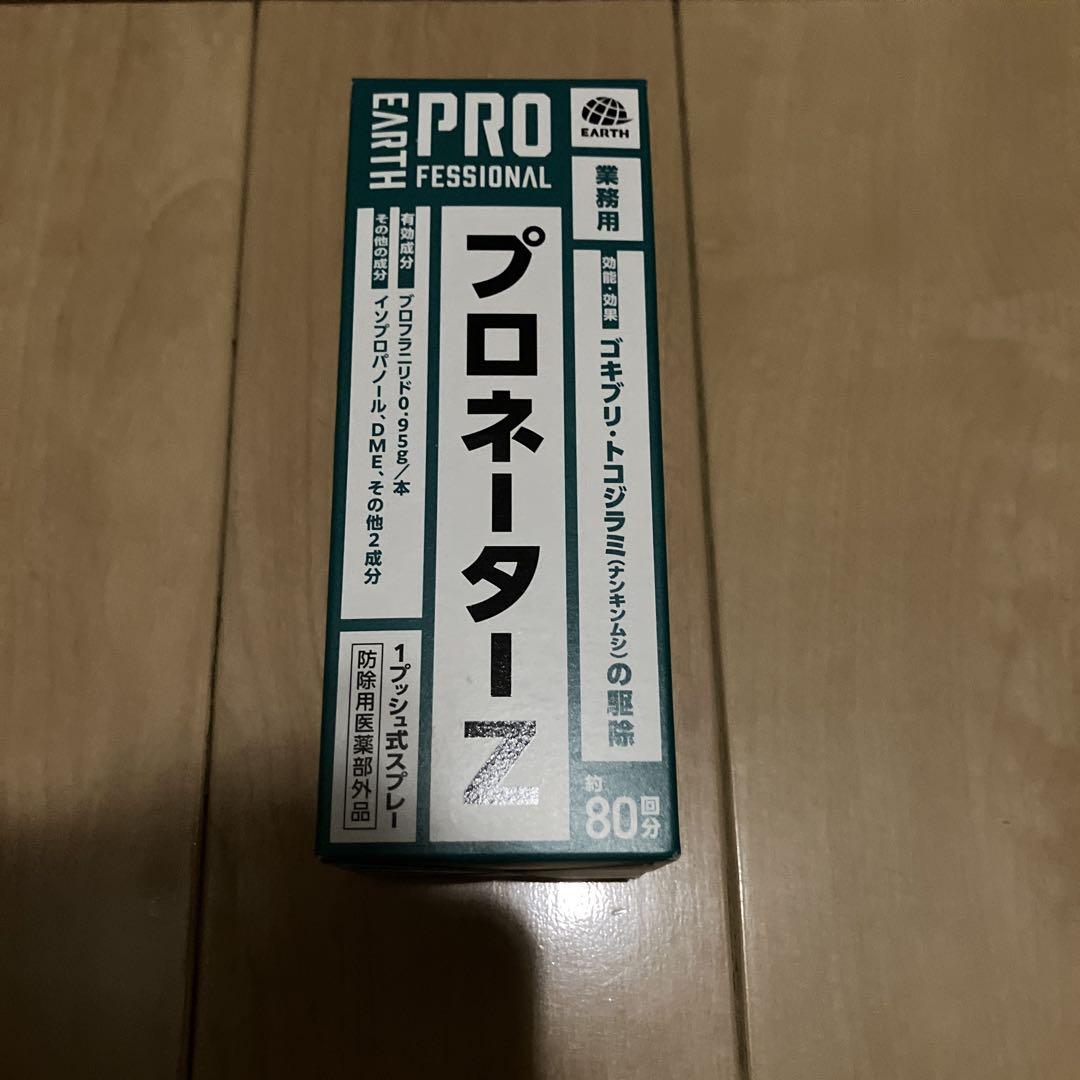 EARTH
PRO
FESSIONAL
EARTH
業務用
効能・効果
ゴキブリ・トコジラミ(ナンキンムシ)の駆除
約80回分
プロネーターZ
有効成分
ブロフラニリド0.95g/本
その他の成分
イソプロパノール、DME、その他2成分
1プッシュ式スプレー
防除用医薬部外品